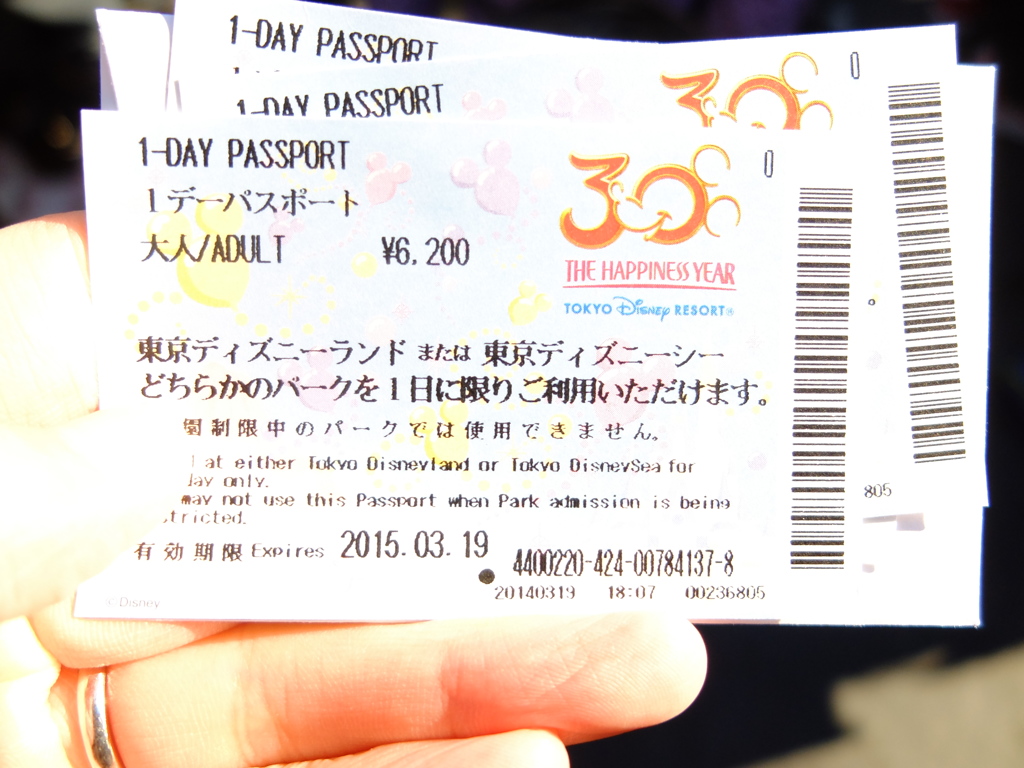 1-DAY PASSPORT
1-DAY PASSPORT
0
1-DAY PASSPORT
1デーパスポート
大人/ADULT ¥6,200
0
30
THE HAPPINESS YEAR
TOKYO Disney RESORT®
東京ディズニーランド または 東京ディズニーシー
どちらかのパークを1日に限りご利用いただけます。
園制限中のパークでは使用できません。
at either Tokyo Disneyland or Tokyo DisneySea for
day only.
may not use this Passport when Park admission is being
stricted.
有効期限 Expires 2015.03.19
4400220-424-00784137-8
20140319 18:07 00236805
805
© Disney